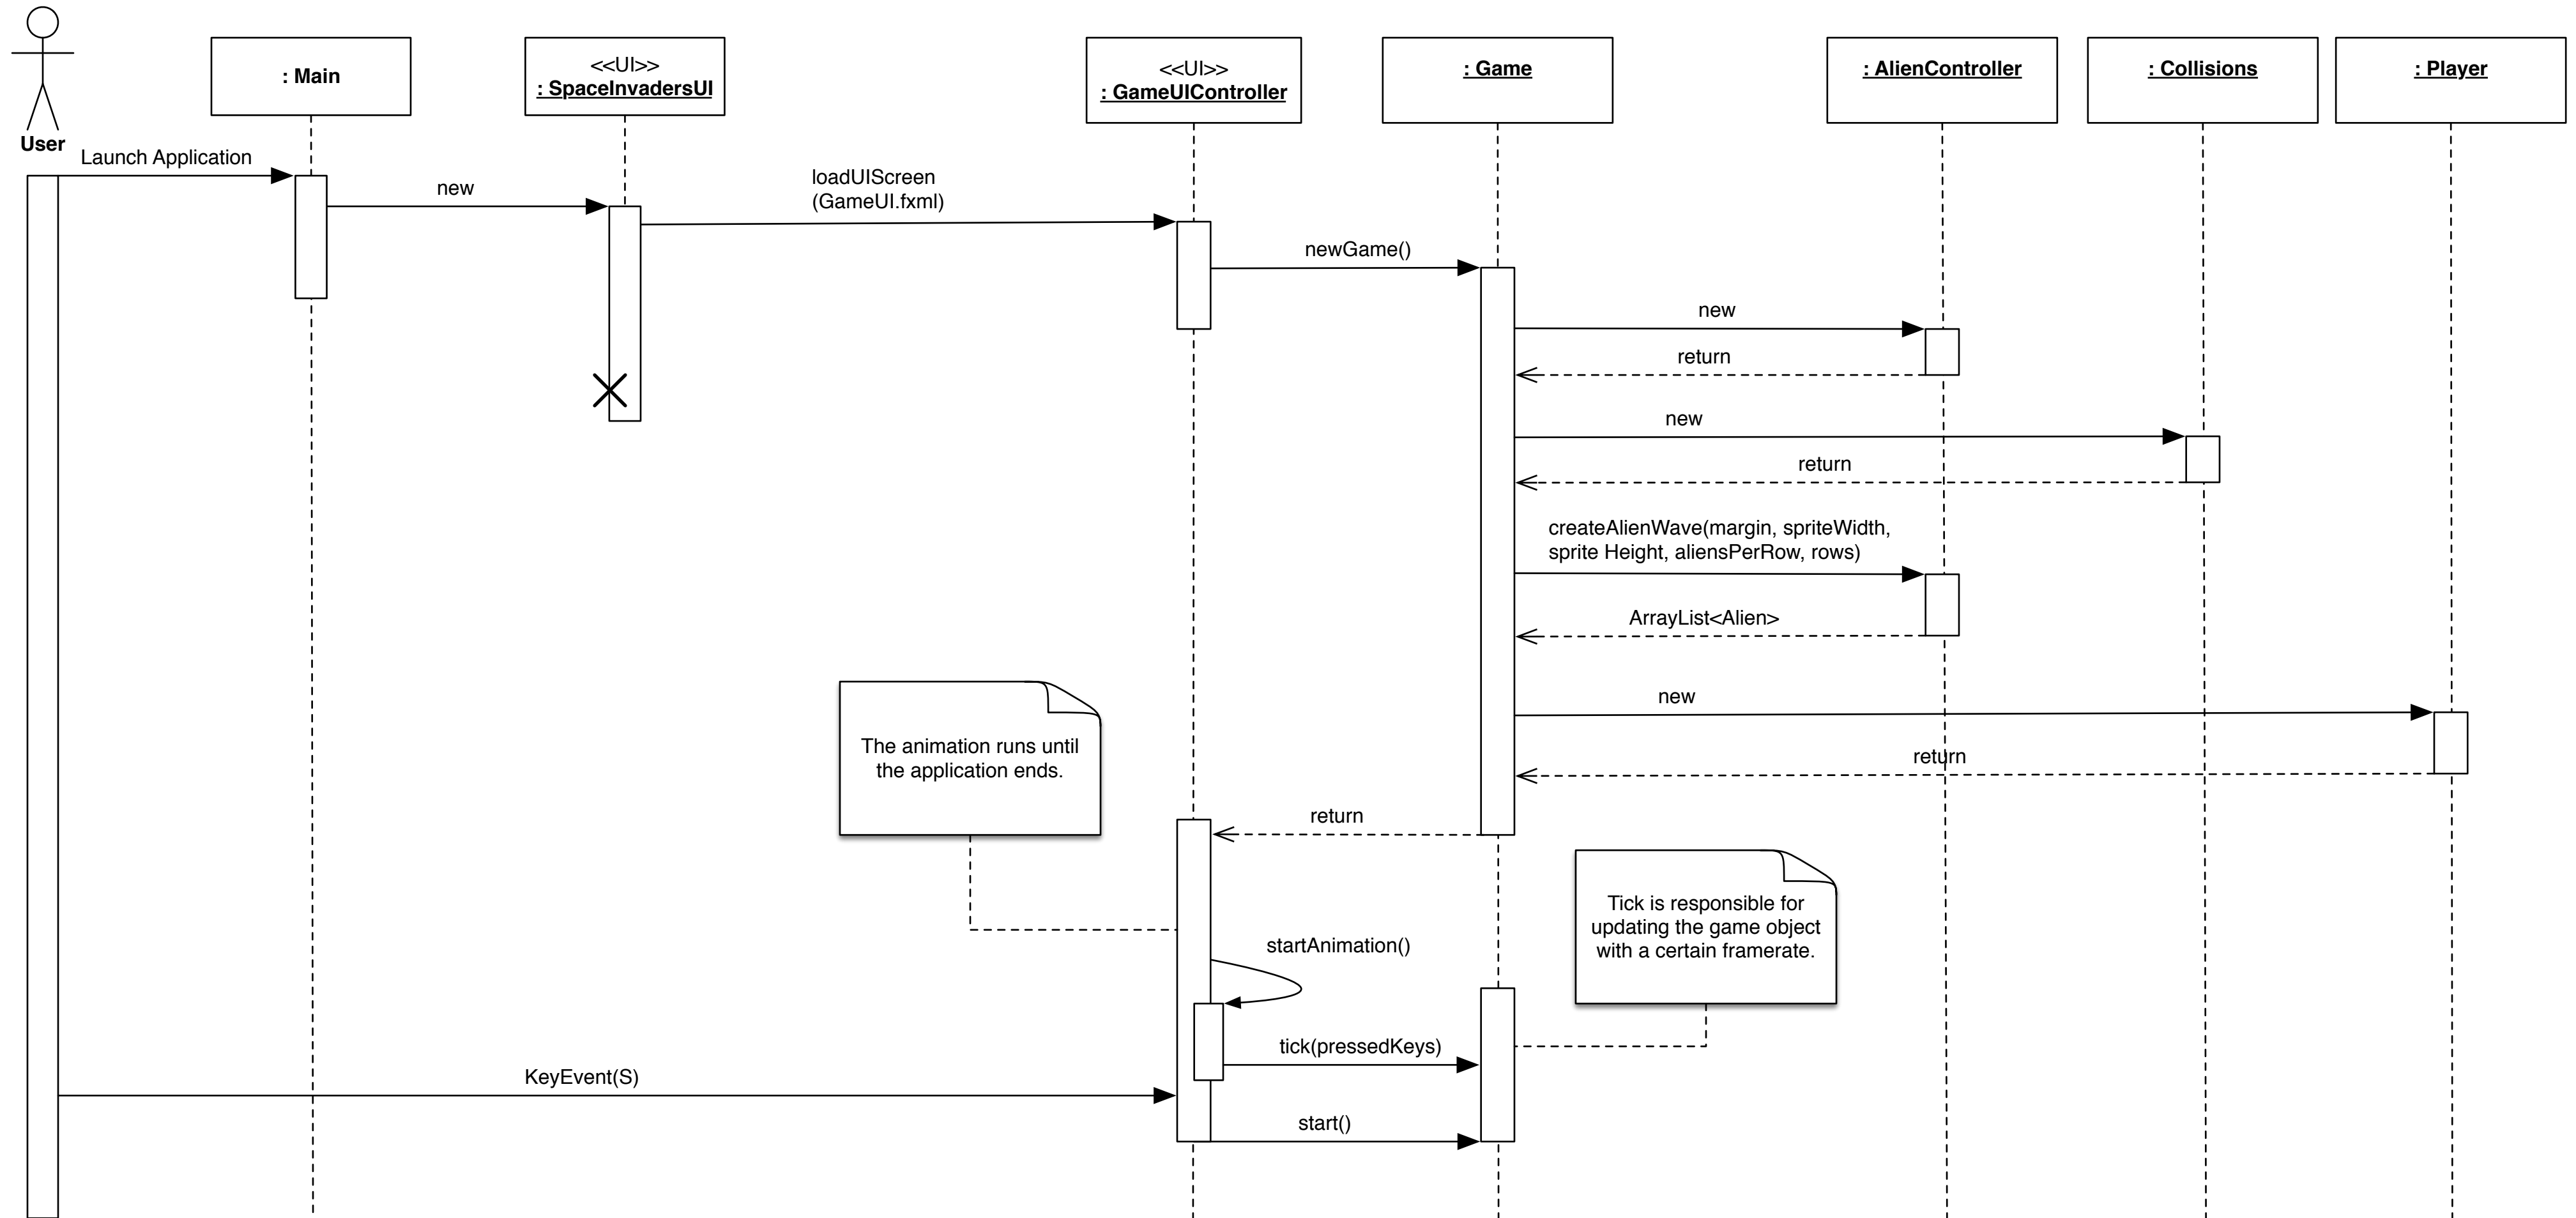 : Main
<<UI>>
: SpaceInvadersUI
<<UI>>
: GameUIController
: Game
: AlienController
: Collisions
: Player
User
Launch Application
new
loadUIScreen
(GameUI.fxml)
newGame()
new
return
new
return
createAlienWave(margin, spriteWidth,
sprite Height, aliensPerRow, rows)
ArrayList<Alien>
new
The animation runs until
the application ends.
return
return
Tick is responsible for
updating the game object
with a certain framerate.
startAnimation()
tick(pressedKeys)
KeyEvent(S)
start()